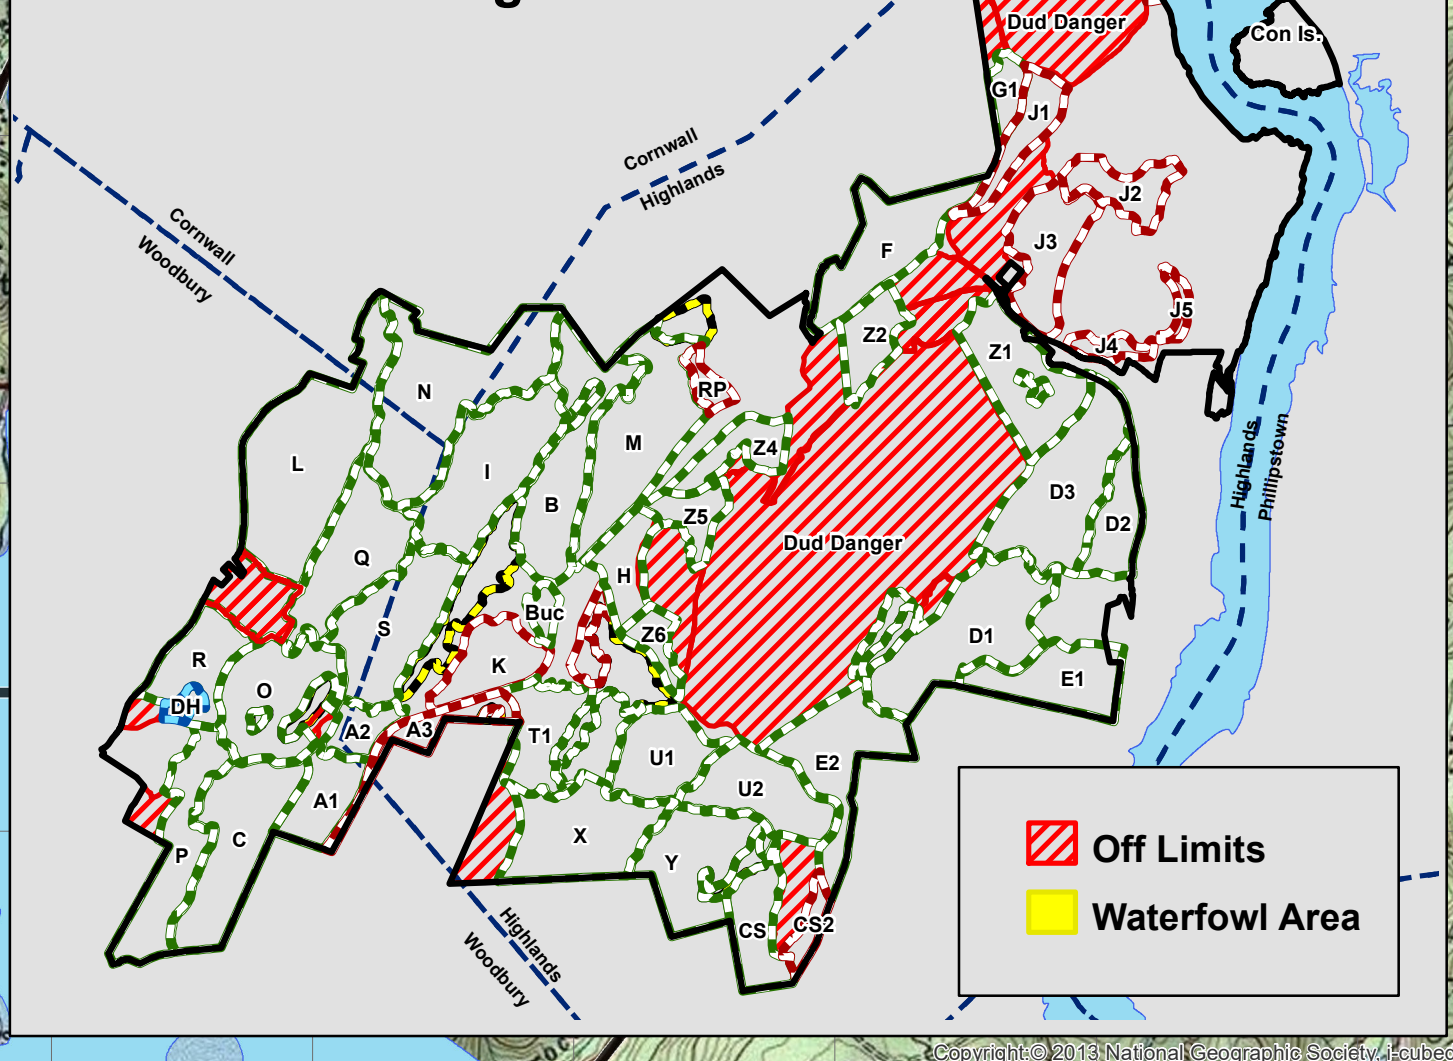 Dud Danger
Con Is.
G1
J1
Cornwall
Highlands
J2
Cornwall
Woodbury
F
J3
J5
Z2
J4
Z1
N
RP
M
Z4
L
I
Highlands
Phillipstown
B
D3
Z5
D2
Dud Danger
Q
H
Buc
S
Z6
D1
R
K
E1
O
DH
A2
A3
T1
U1
E2
U2
A1
X
C
P
Y
CS2
CS
Highlands
Woodbury
Off Limits
Waterfowl Area
Copyright:© 2013 National Geographic Society, i-cubed